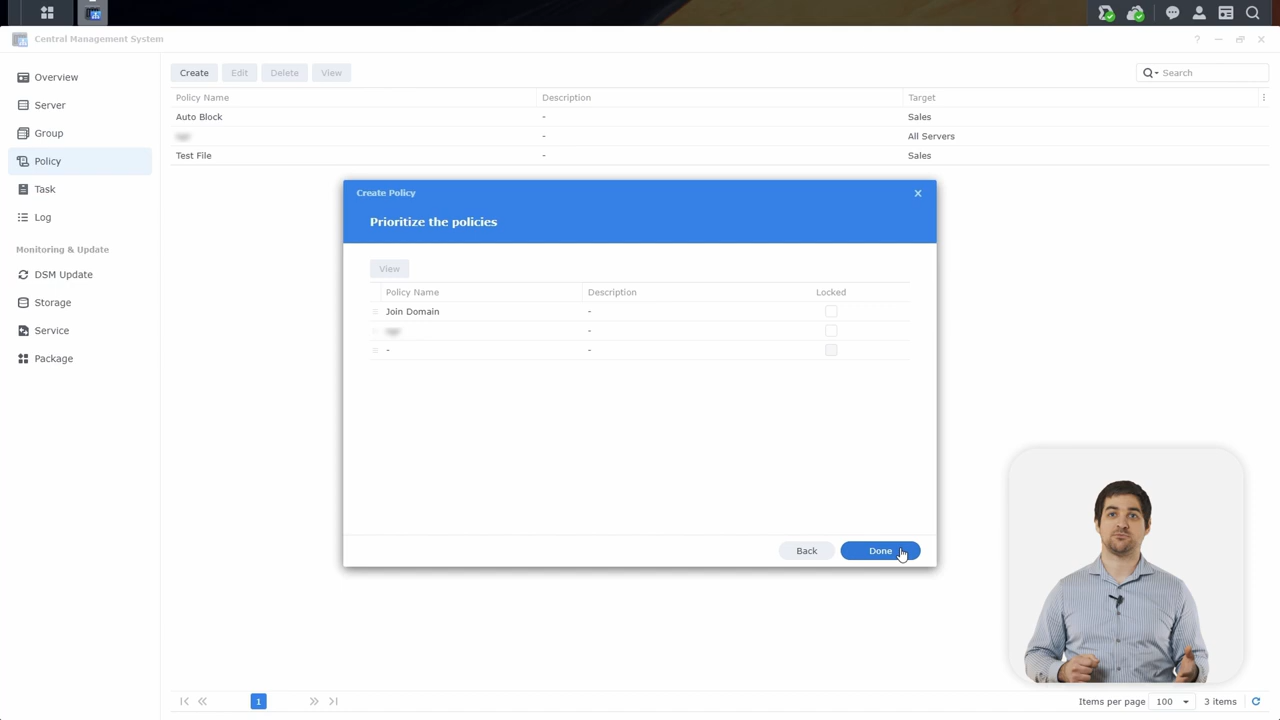 Central Management System
?
Overview
Server
Group
Policy
Task
Log
Monitoring & Update
DSM Update
Storage
Service
Package
Create
Edit
Delete
View
Search
Policy Name
Description
Target
Auto Block
-
Sales
-
All Servers
Test File
-
Sales
Create Policy
Prioritize the policies
View
Policy Name
Description
Locked
Join Domain
-
-
-
-
Back
Done
1
Items per page
100
3 items